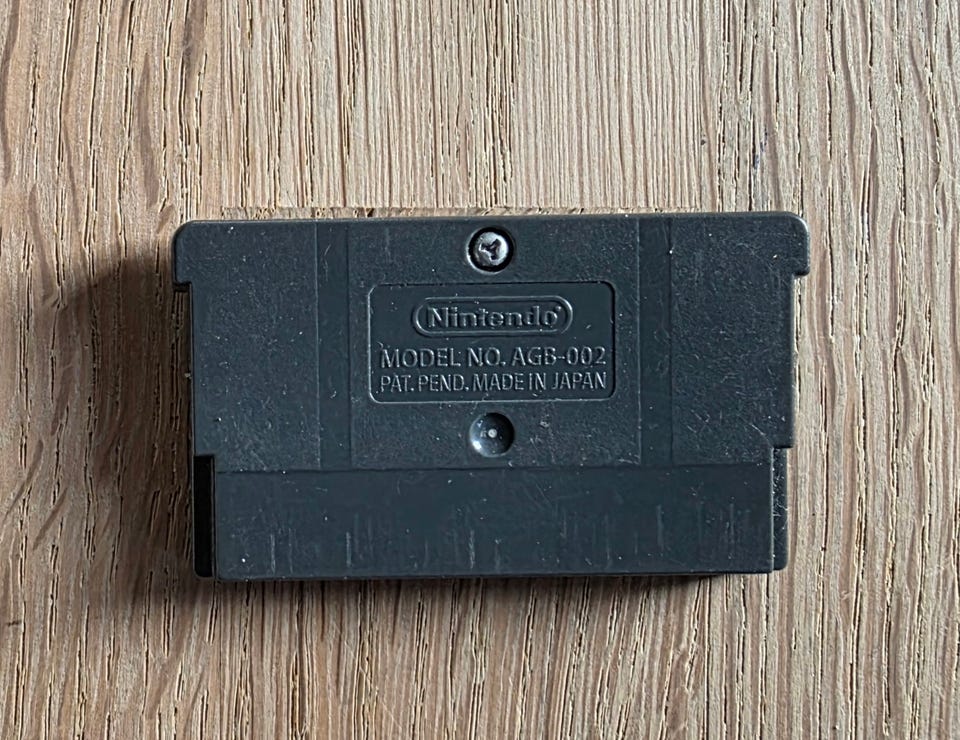 Nintendo
MODEL NO. AGB-002
PAT. PEND. MADE IN JAPAN